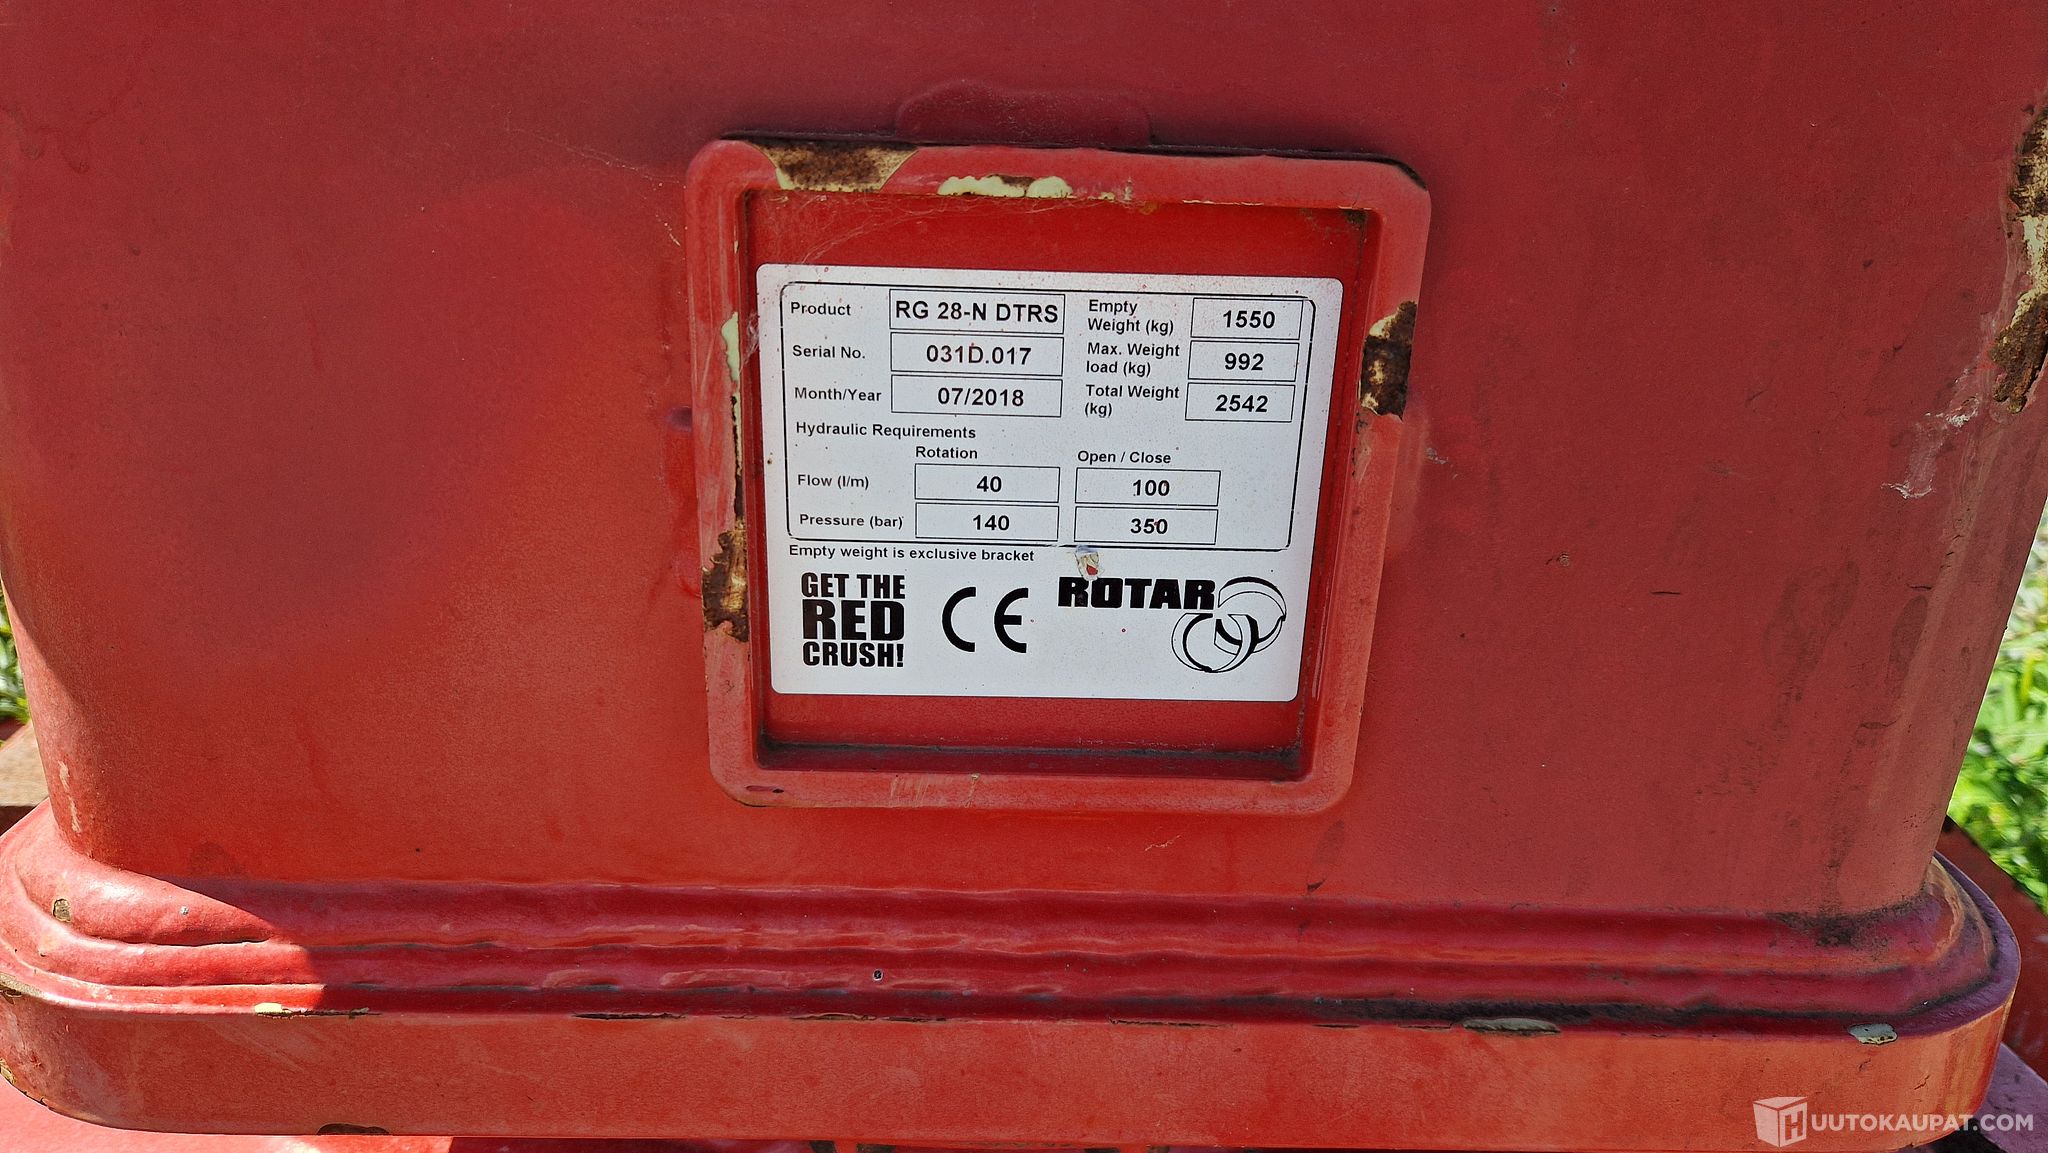 Product RG 28-N DTRS Empty Weight (kg) 1550
Serial No. 031D.017 Max. Weight load (kg) 992
Month/Year 07/2018 Total Weight (kg) 2542
Hydraulic Requirements
Rotation Open / Close
Flow (l/m) 40 100
Pressure (bar) 140 350
Empty weight is exclusive bracket
GET THE
RED
CRUSH!
CE
ROTAR
HUUTOKAUPAT.COM